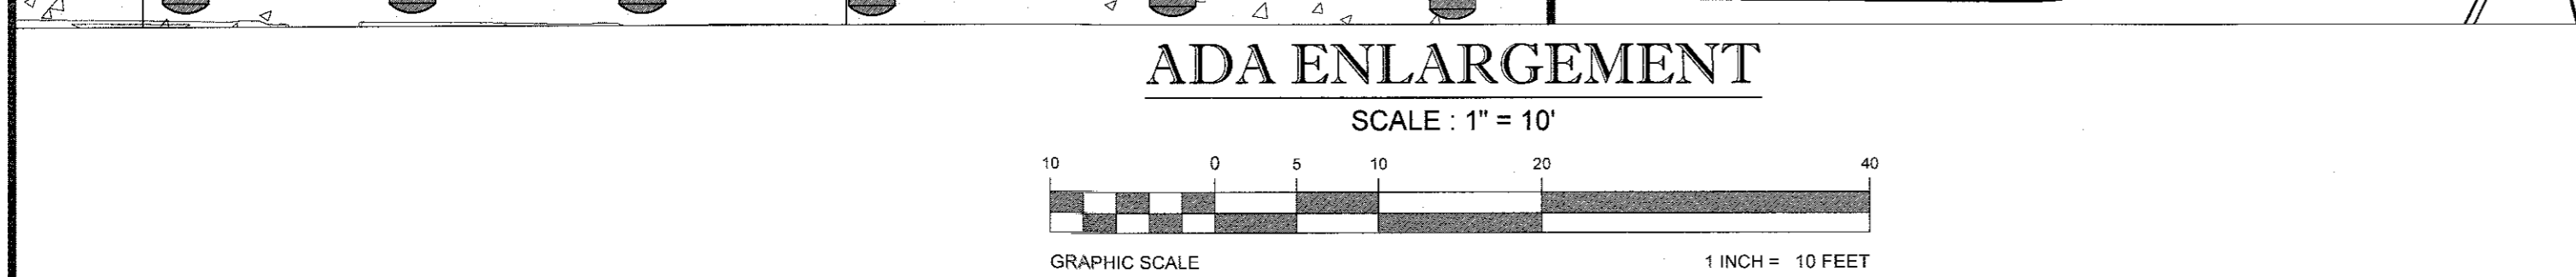 ADA ENLARGEMENT
SCALE : 1" = 10'
10 0 5 10 20 40
GRAPHIC SCALE 1 INCH = 10 FEET